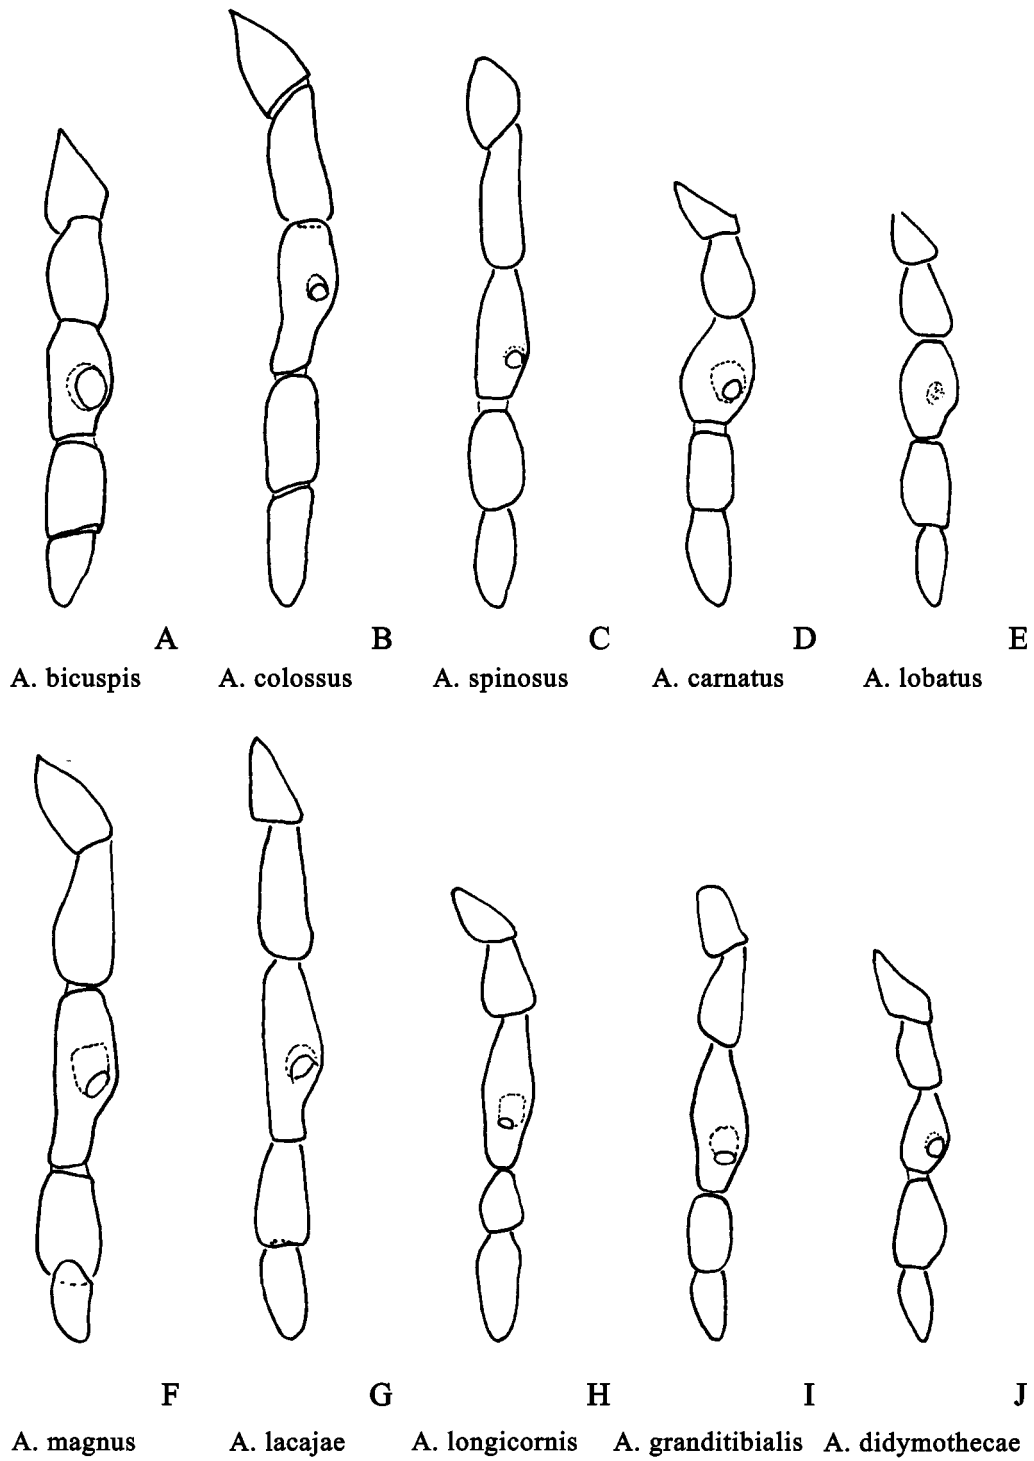 A B C D E
A. bicuspis A. colossus A. spinosus A. carnatus A. lobatus
F G H I J
A. magnus A. lacajae A. longicornis A. granditibialis A. didymothecae